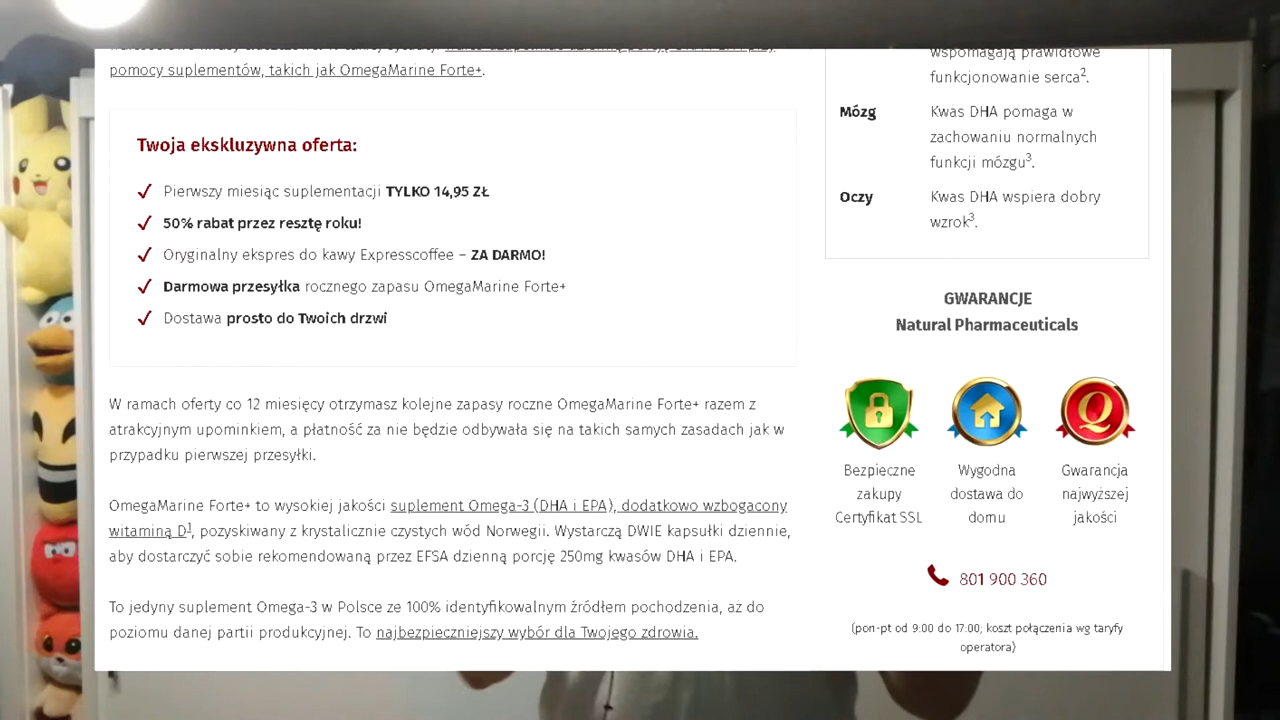 pomocy suplementów, takich jak OmegaMarine Forte+.
Twoja ekskluzywna oferta:
Pierwszy miesiąc suplementacji TYLKO 14,95 ZŁ
50% rabat przez resztę roku!
Oryginalny ekspres do kawy Expresscoffee – ZA DARMO!
Darmowa przesyłka rocznego zapasu OmegaMarine Forte+
Dostawa prosto do Twoich drzwi
W ramach oferty co 12 miesięcy otrzymasz kolejne zapasy roczne OmegaMarine Forte+ razem z
atrakcyjnym upominkiem, a płatność za nie będzie odbywała się na takich samych zasadach jak w
przypadku pierwszej przesyłki.
OmegaMarine Forte+ to wysokiej jakości suplement Omega-3 (DHA i EPA), dodatkowo wzbogacony
witaminą D¹, pozyskiwany z krystalicznie czystych wód Norwegii. Wystarczą DWIE kapsułki dziennie,
aby dostarczyć sobie rekomendowaną przez EFSA dzienną porcję 250mg kwasów DHA i EPA.
To jedyny suplement Omega-3 w Polsce ze 100% identyfikowalnym źródłem pochodzenia, aż do
poziomu danej partii produkcyjnej. To najbezpieczniejszy wybór dla Twojego zdrowia.
wspomagają prawidłowe
funkcjonowanie serca².
Mózg
Kwas DHA pomaga w
zachowaniu normalnych
funkcji mózgu³.
Oczy
Kwas DHA wspiera dobry
wzrok³.
GWARANCJE
Natural Pharmaceuticals
Bezpieczne
zakupy
Certyfikat SSL
Wygodna
dostawa do
domu
Q
Gwarancja
najwyższej
jakości
801 900 360
(pon-pt od 9:00 do 17:00; koszt połączenia wg taryfy
operatora)